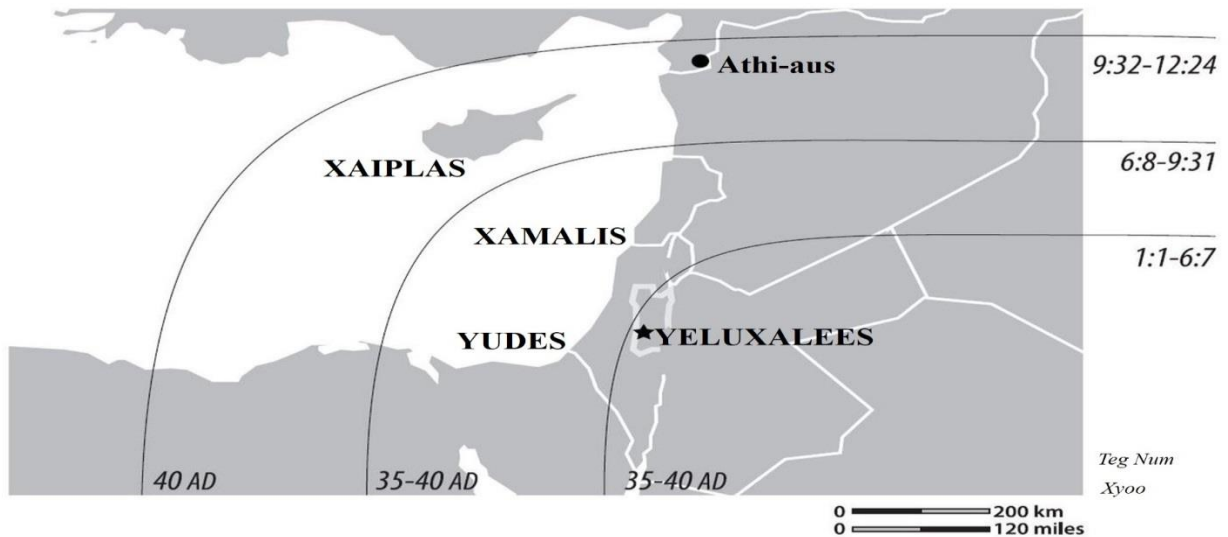 Athi-aus
9:32-12:24
XAIPLAS
6:8-9:31
XAMALIS
1:1-6:7
YUDES
YELUXALEES
40 AD
35-40 AD
35-40 AD
Teg Num
Xyoo
0 200 km
0 120 miles